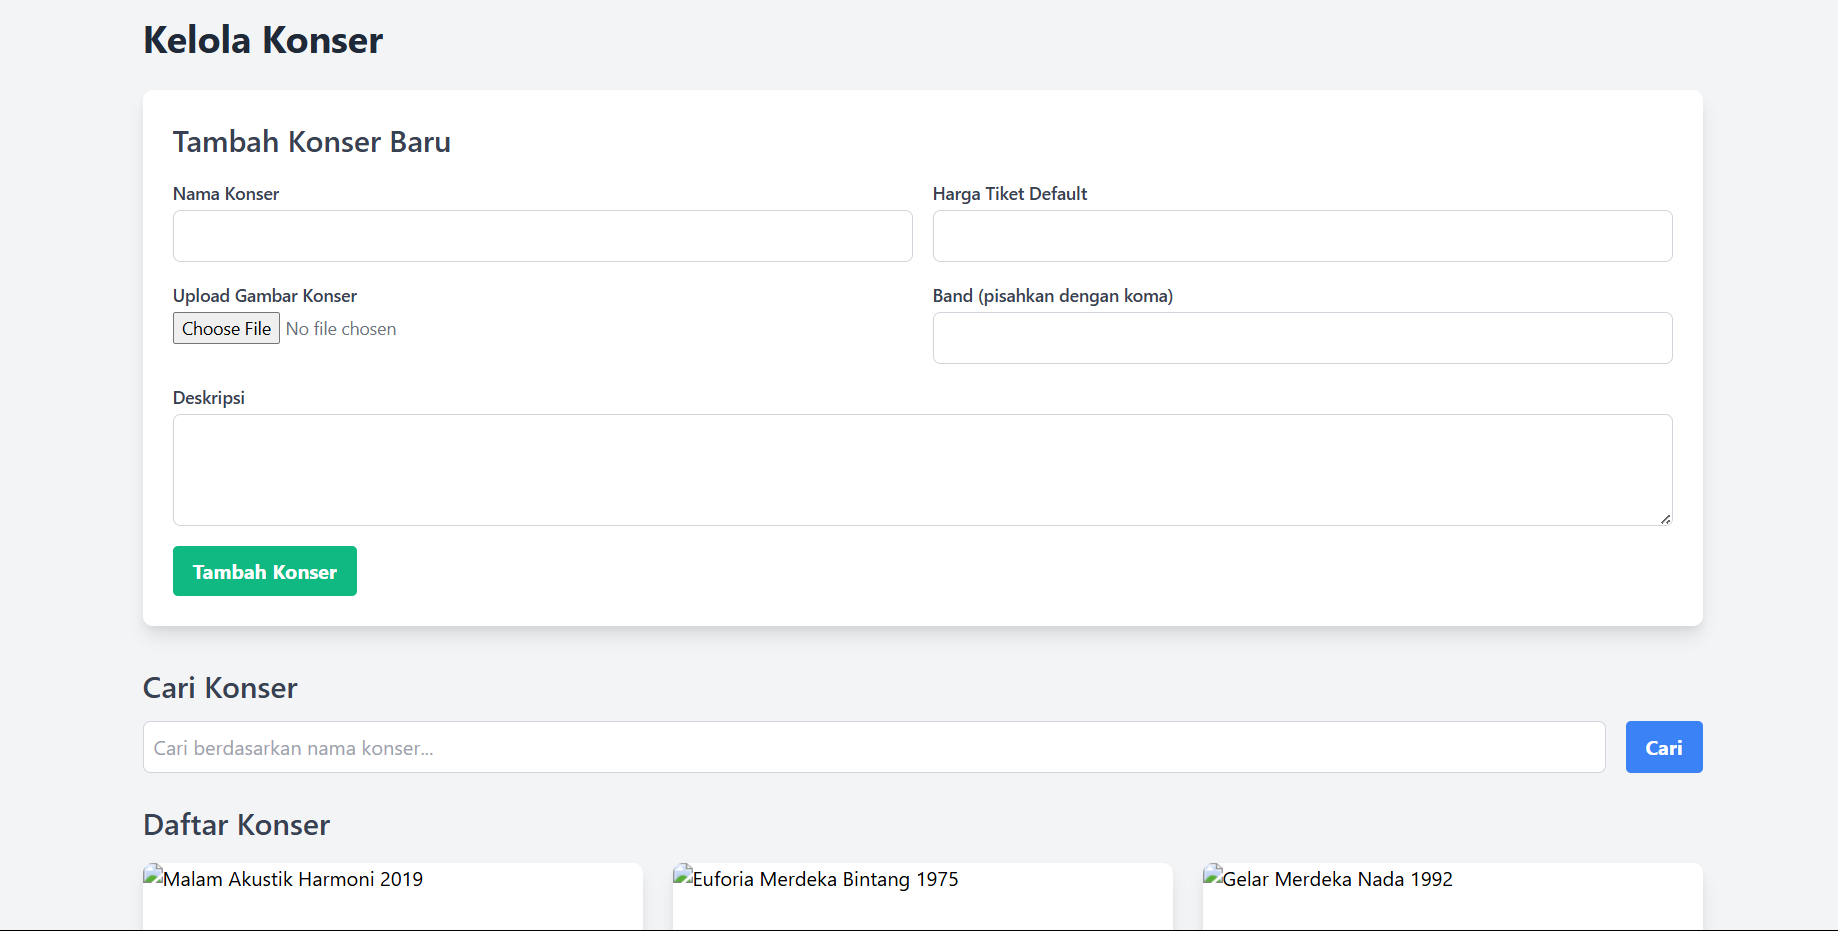 Kelola Konser
Tambah Konser Baru
Nama Konser
Harga Tiket Default
Upload Gambar Konser
Choose File No file chosen
Band (pisahkan dengan koma)
Deskripsi
Tambah Konser
Cari Konser
Cari berdasarkan nama konser...
Cari
Daftar Konser
Malam Akustik Harmoni 2019
Euforia Merdeka Bintang 1975
Gelar Merdeka Nada 1992